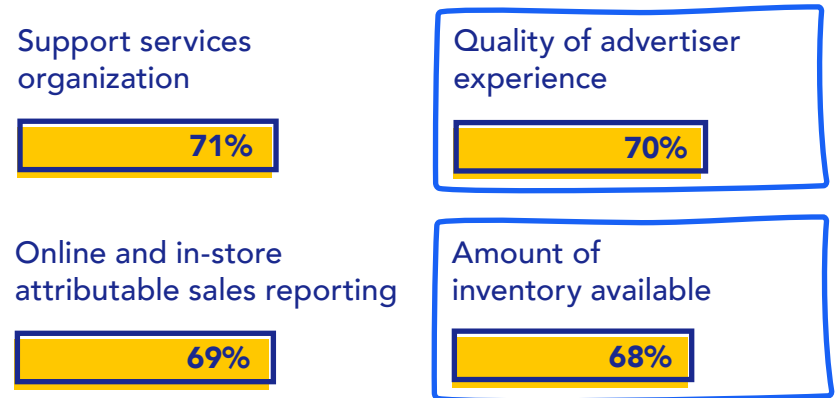 Support services
organization
71%
Quality of advertiser
experience
70%
Online and in-store
attributable sales reporting
69%
Amount of
inventory available
68%